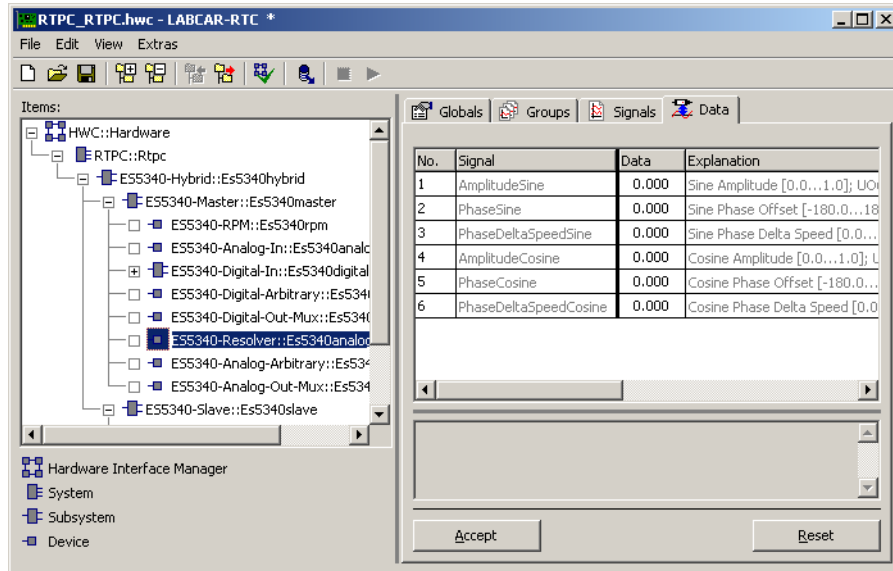 RTPC_RTPC.hwc - LABCAR-RTC *
File Edit View Extras
Items:
HWC::Hardware
RTPC::Rtpc
ES5340-Hybrid::Es5340hybrid
ES5340-Master::Es5340master
ES5340-RPM::Es5340rpm
ES5340-Analog-In::Es5340analo
ES5340-Digital-In::Es5340digital
ES5340-Digital-Arbitrary::Es534
ES5340-Digital-Out-Mux::Es5340
ES5340-Resolver::Es5340analog
ES5340-Analog-Arbitrary::Es534
ES5340-Analog-Out-Mux::Es534
ES5340-Slave::Es5340slave
Hardware Interface Manager
System
Subsystem
Device
Globals Groups Signals Data
No. Signal Data Explanation
1 AmplitudeSine 0.000 Sine Amplitude [0.0...1.0]; UO
2 PhaseSine 0.000 Sine Phase Offset [-180.0...18
3 PhaseDeltaSpeedSine 0.000 Sine Phase Delta Speed [0.0...
4 AmplitudeCosine 0.000 Cosine Amplitude [0.0...1.0]; U
5 PhaseCosine 0.000 Cosine Phase Offset [-180.0...
6 PhaseDeltaSpeedCosine 0.000 Cosine Phase Delta Speed [0.0
Accept Reset